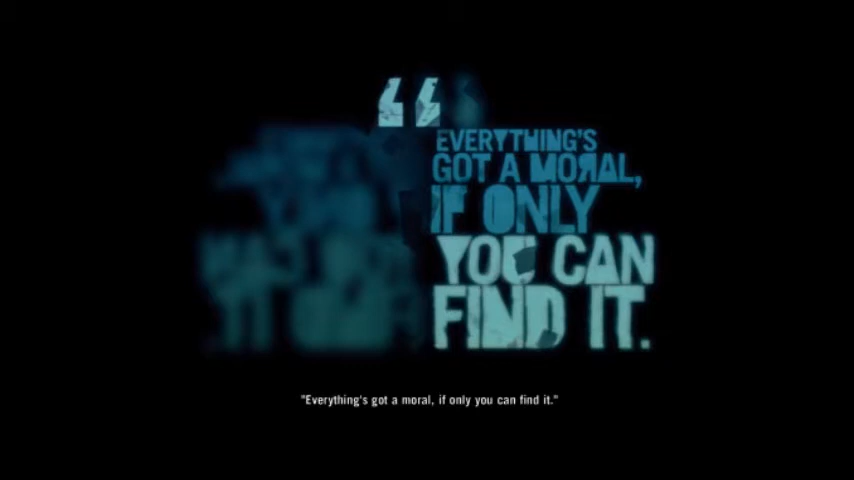 “
EVERYTHING'S
GOT A MORAL,
IF ONLY
YOU CAN
FIND IT.
"Everything's got a moral, if only you can find it."